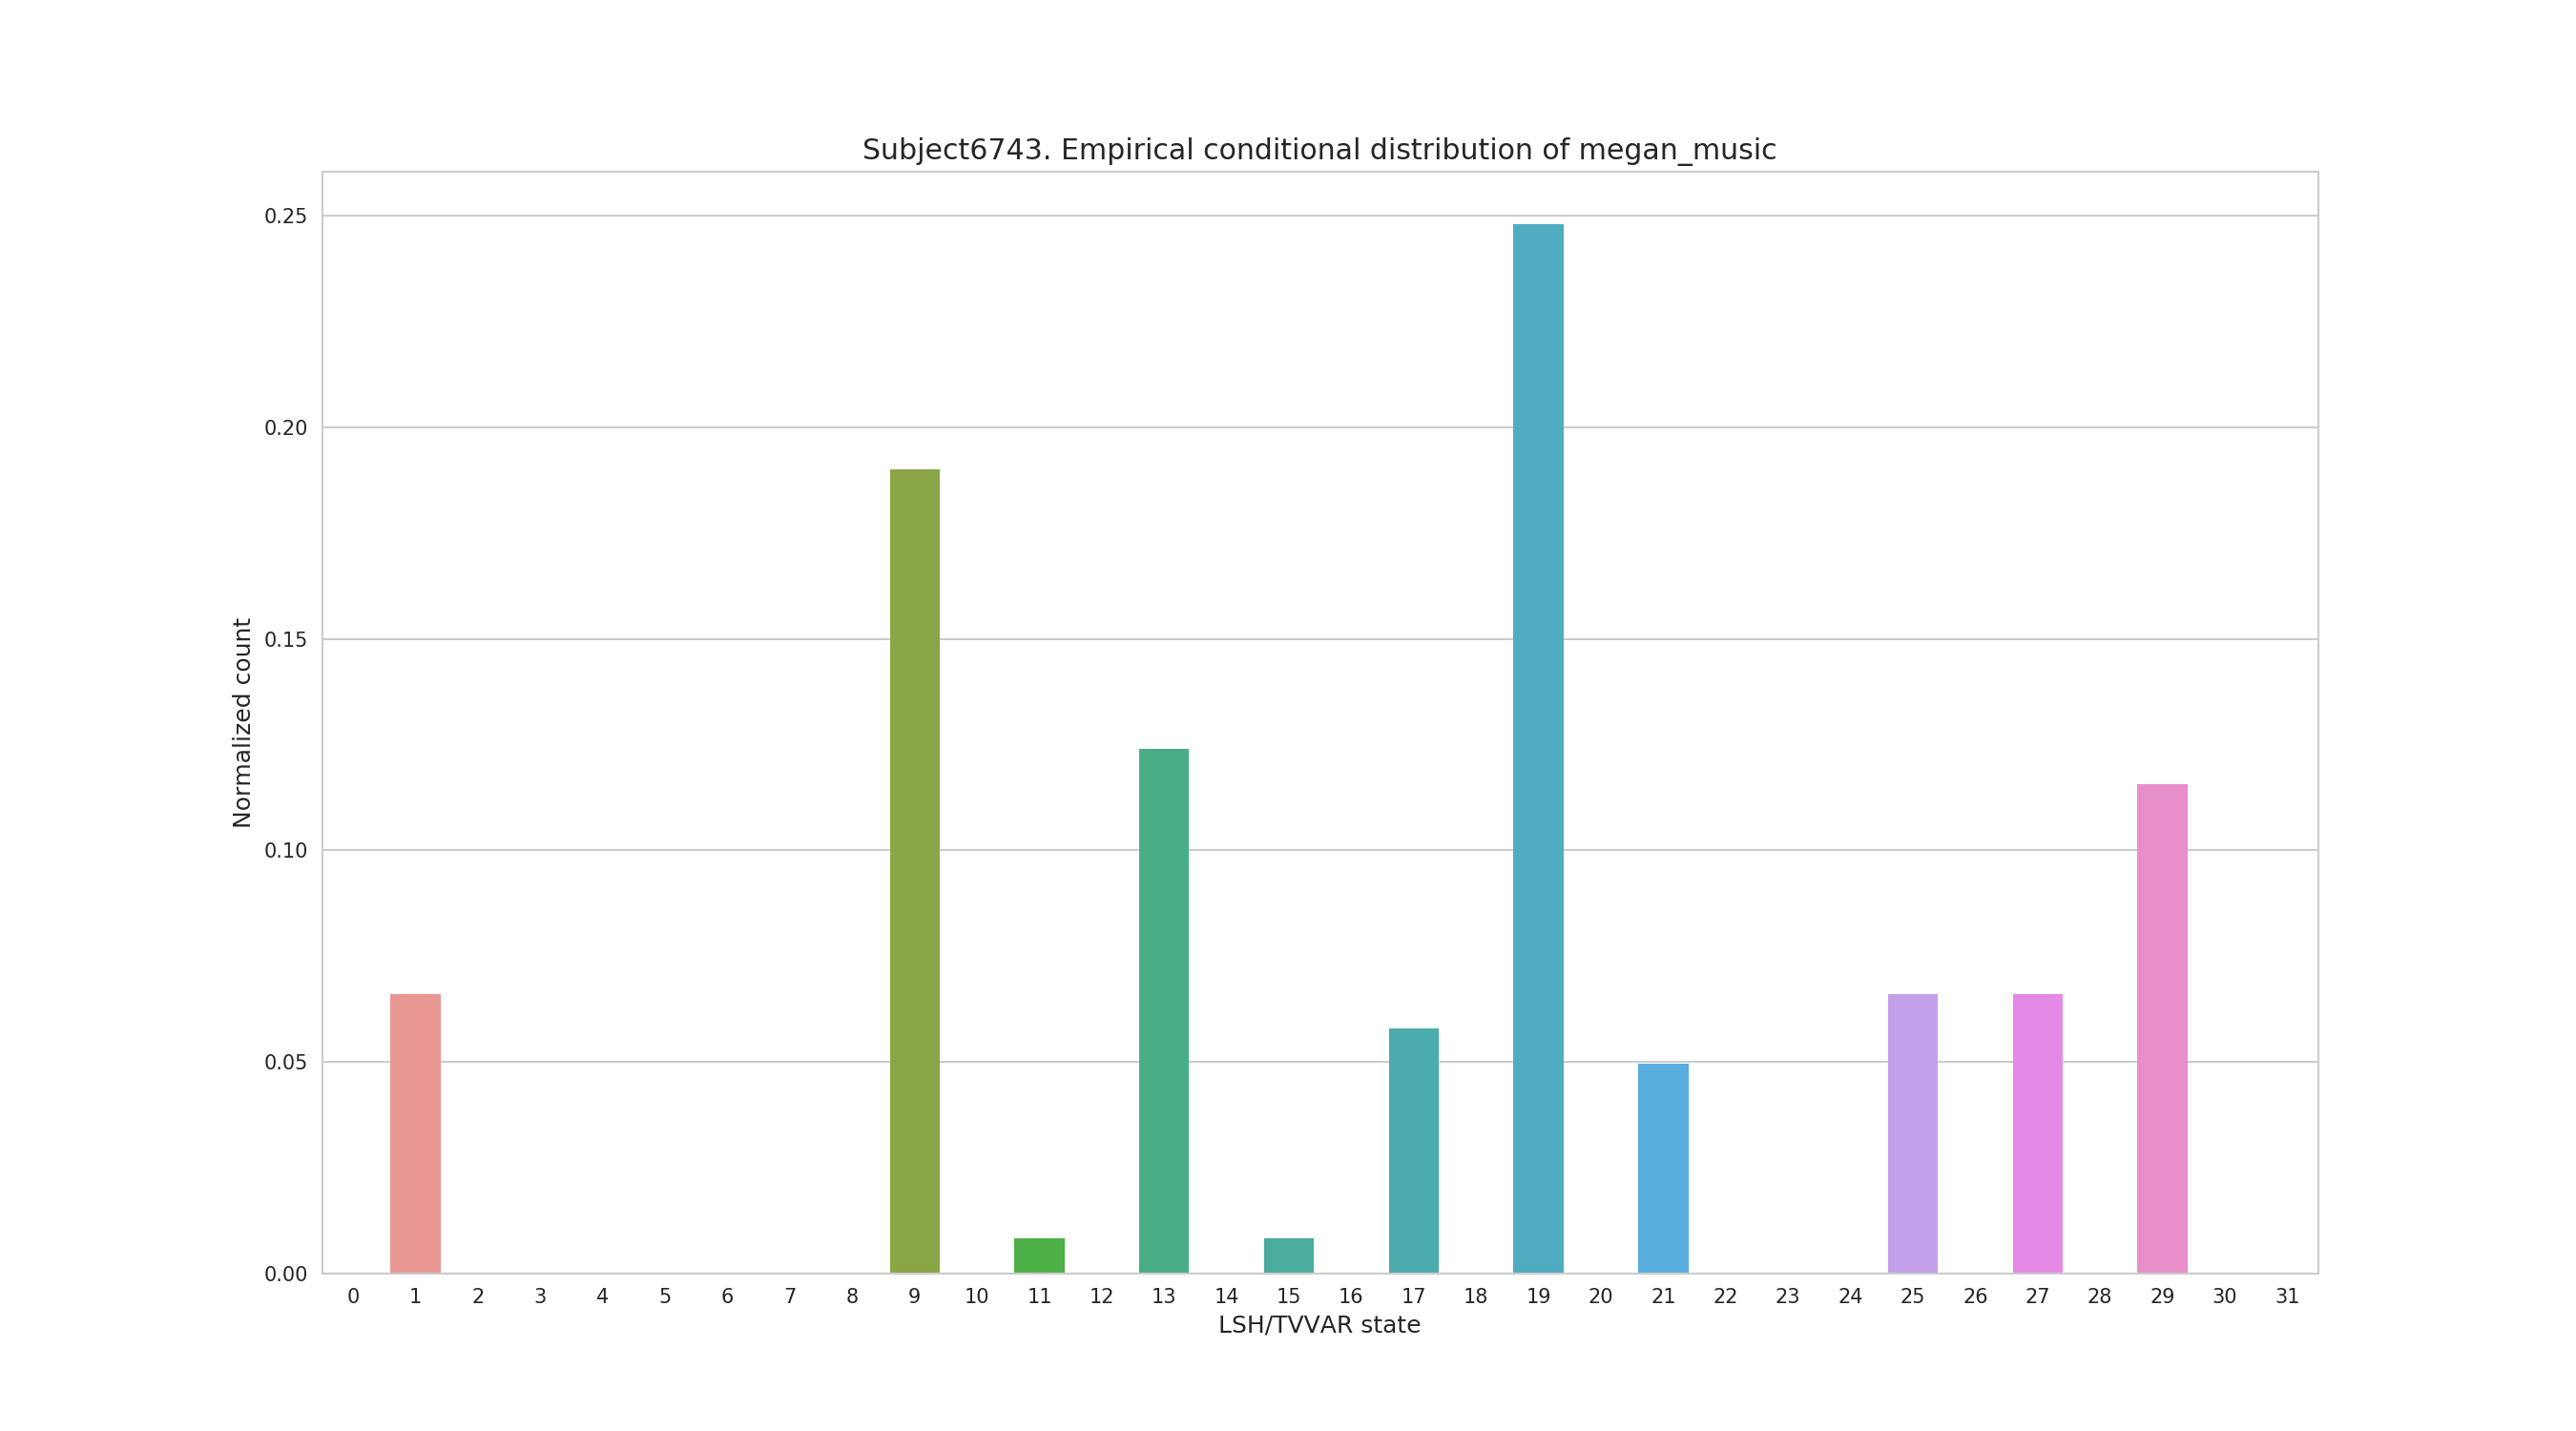 Subject6743. Empirical conditional distribution of megan_music
0.25
0.20
0.15
0.10
0.05
0.00
Normalized count
0 1 2 3 4 5 6 7 8 9 10 11 12 13 14 15 16 17 18 19 20 21 22 23 24 25 26 27 28 29 30 31
LSH/TVVAR state